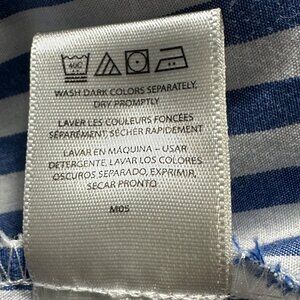 WASH DARK COLORS SEPARATELY,
DRY PROMPTLY
LAVER LES COULEURS FONCÉES
SÉPARÉMENT, SÉCHER RAPIDEMENT
LAVAR EN MÁQUINA – USAR
DETERGENTE, LAVAR LOS COLORES
OSCUROS SEPARADO, EXPRIMIR,
SECAR PRONTO
M05